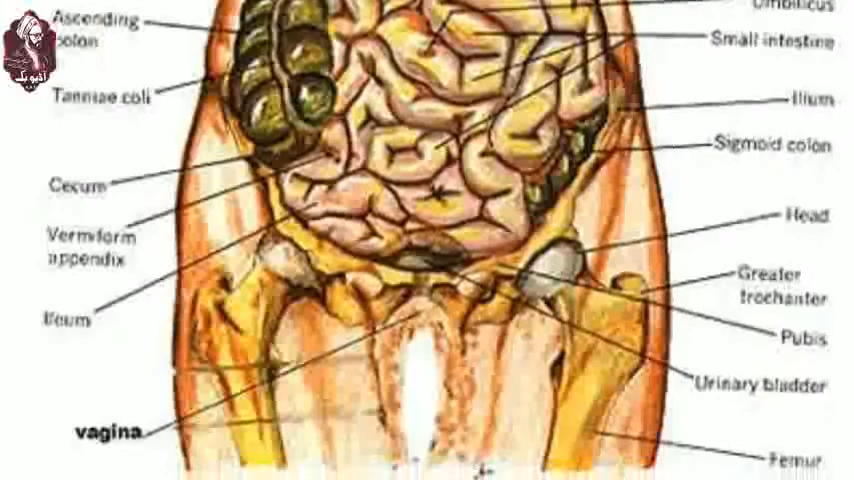 Ascending
colon
Tanniae coli
Cecum
Vermiform
appendix
Ileum
vagina
Umbilicus
Small intestine
Ilium
Sigmoid colon
Head
Greater
trochanter
Pubis
Urinary bladder
Femur